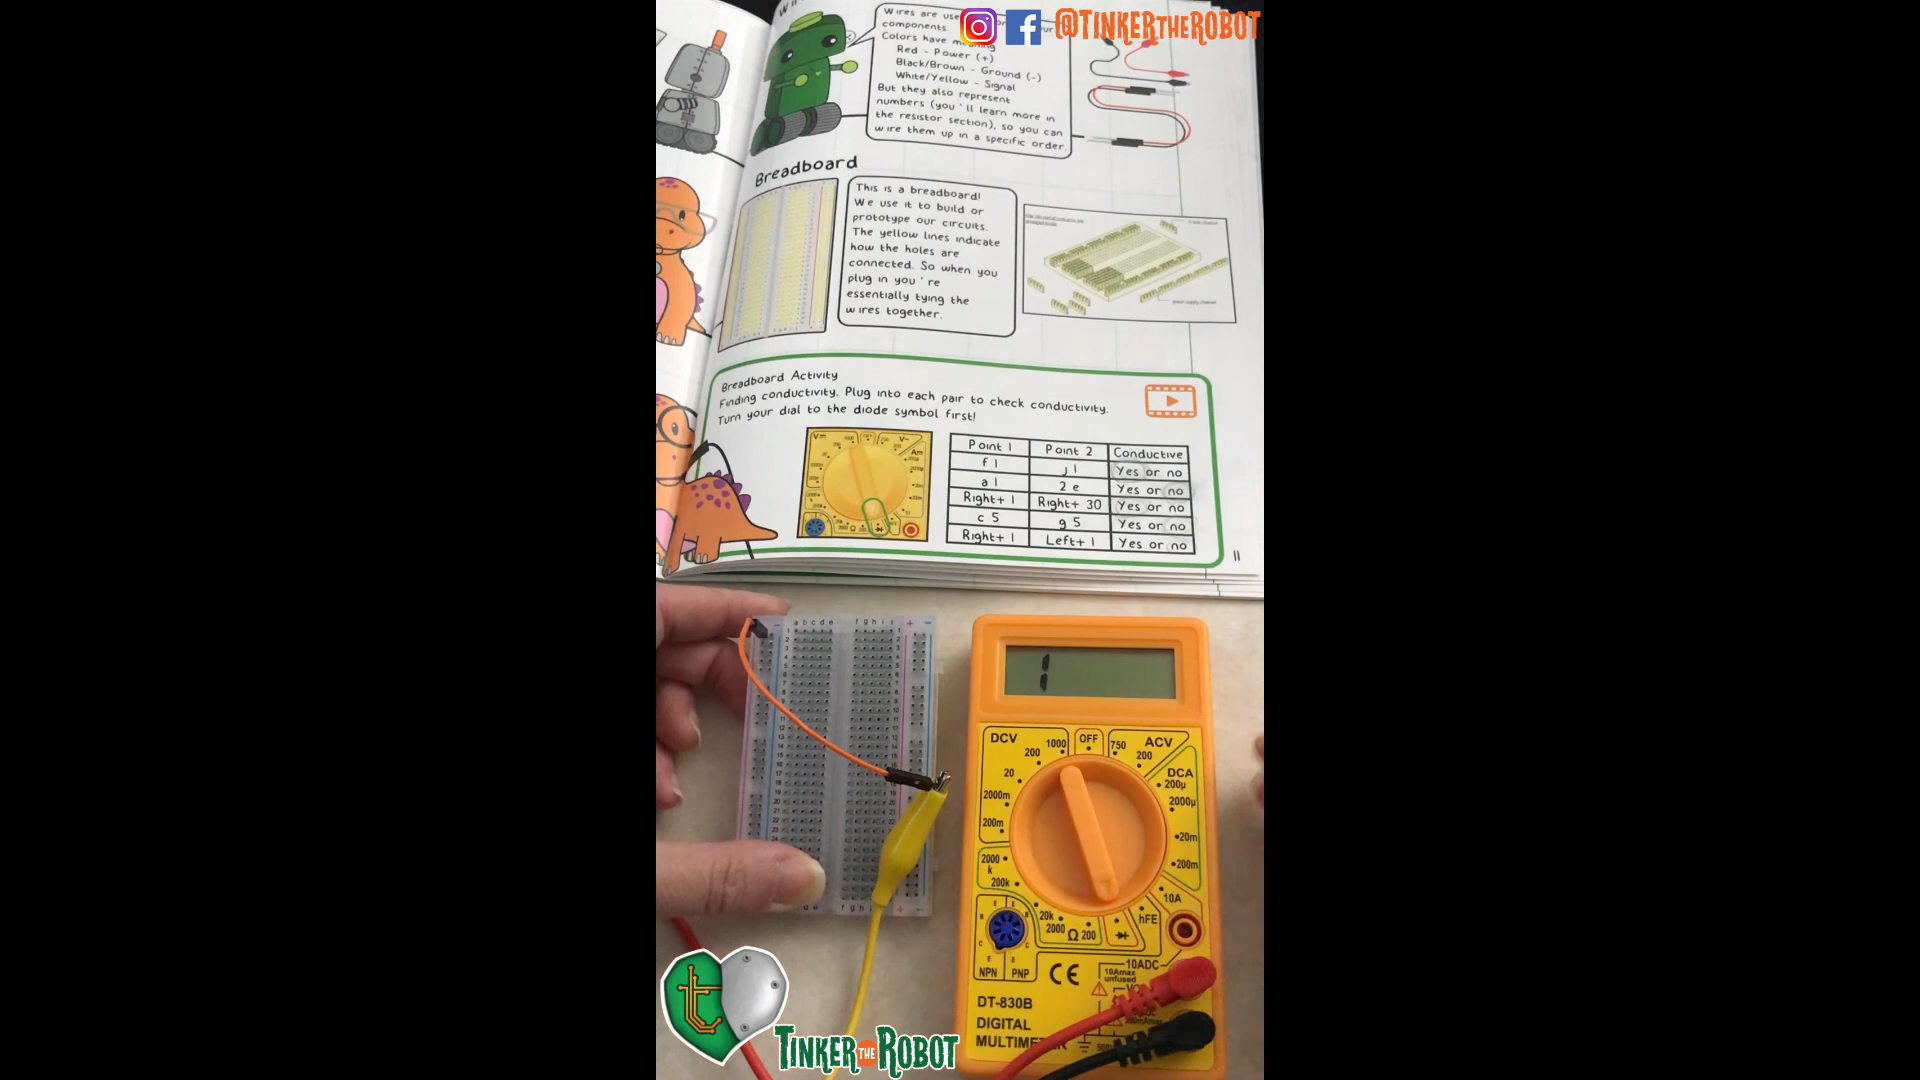 @TINKERTHEROBOT
Wires are
components.
Colors have meaning
Red - Power (+)
Black/Brown - Ground (-)
White/Yellow - Signal
But they also represent
numbers (you'll learn more in
the resistor section), so you can
wire them up in a specific order.
Breadboard
This is a breadboard!
We use it to build or
prototype our circuits.
The yellow lines indicate
how the holes are
connected. So when you
plug in you're
essentially tying the
wires together.
Breadboard Activity
Finding conductivity. Plug into each pair to check conductivity.
Turn your dial to the diode symbol first!
Point 1 Point 2 Conductive
f 1 j 1 Yes or no
a 1 2 e Yes or no
Right+ 1 Right+ 30 Yes or no
c 5 g 5 Yes or no
Right+ 1 Left+ 1 Yes or no
11
a b c d e f g h i j + -
1
DCV 1000 OFF 750 ACV
200 200
20 DCA
200µ
2000m 2000µ
200m 20m
2000 k 200m
200k 10A
20k hFE
2000 Ω 200
NPN PNP CE 10ADC
10Amax
unfused
DT-830B
DIGITAL
MULTIMETER
t
TINKER THE ROBOT